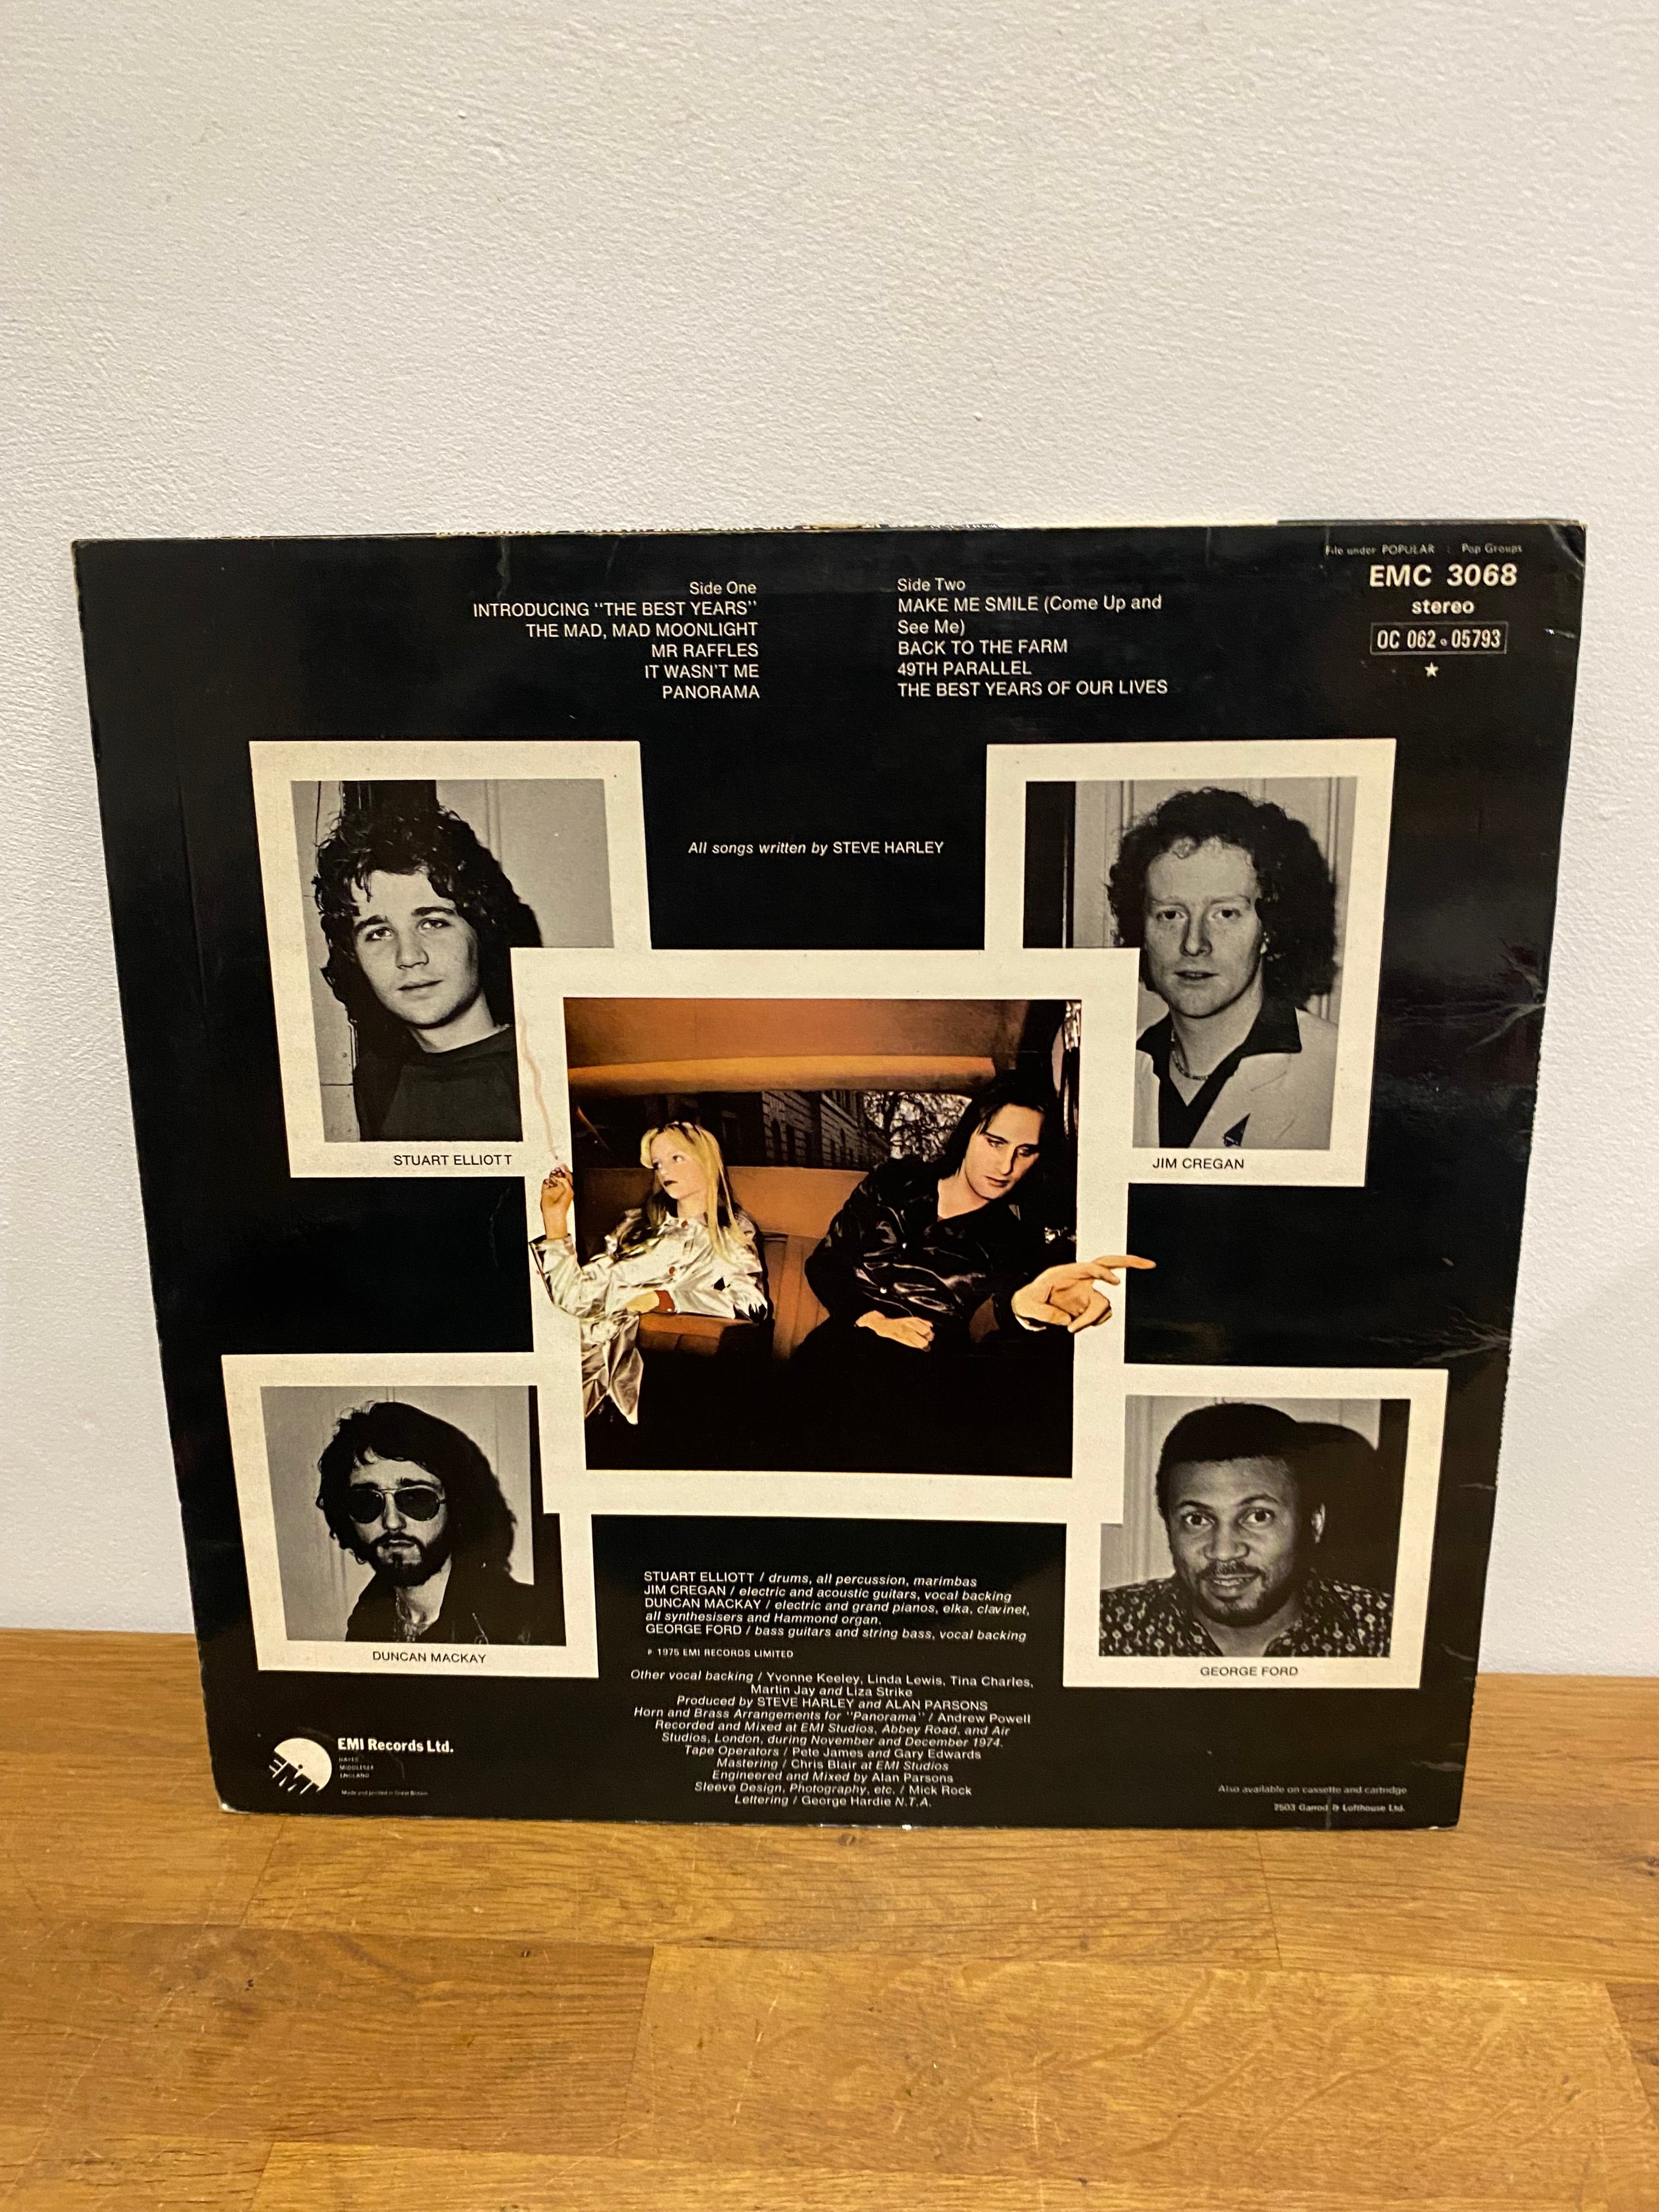 File under POPULAR : Pop Groups
EMC 3068
stereo
OC 062 · 05793
Side One
INTRODUCING "THE BEST YEARS"
THE MAD, MAD MOONLIGHT
MR RAFFLES
IT WASN'T ME
PANORAMA
Side Two
MAKE ME SMILE (Come Up and
See Me)
BACK TO THE FARM
49TH PARALLEL
THE BEST YEARS OF OUR LIVES
All songs written by STEVE HARLEY
STUART ELLIOTT
JIM CREGAN
DUNCAN MACKAY
GEORGE FORD
STUART ELLIOTT / drums, all percussion, marimbas
JIM CREGAN / electric and acoustic guitars, vocal backing
DUNCAN MACKAY / electric and grand pianos, elka, clavinet,
all synthesisers and Hammond organ.
GEORGE FORD / bass guitars and string bass, vocal backing
℗ 1975 EMI RECORDS LIMITED
Other vocal backing / Yvonne Keeley, Linda Lewis, Tina Charles,
Martin Jay and Liza Strike
Produced by STEVE HARLEY and ALAN PARSONS
Horn and Brass Arrangements for "Panorama" / Andrew Powell
Recorded and Mixed at EMI Studios, Abbey Road, and Air
Studios, London, during November and December 1974.
Tape Operators / Pete James and Gary Edwards
Mastering / Chris Blair at EMI Studios
Engineered and Mixed by Alan Parsons
Sleeve Design, Photography, etc. / Mick Rock
Lettering / George Hardie N.T.A.
EMI
EMI Records Ltd.
HAYES
MIDDLESEX
ENGLAND
Made and printed in Great Britain
Also available on cassette and cartridge
7503 Garrod & Lofthouse Ltd.